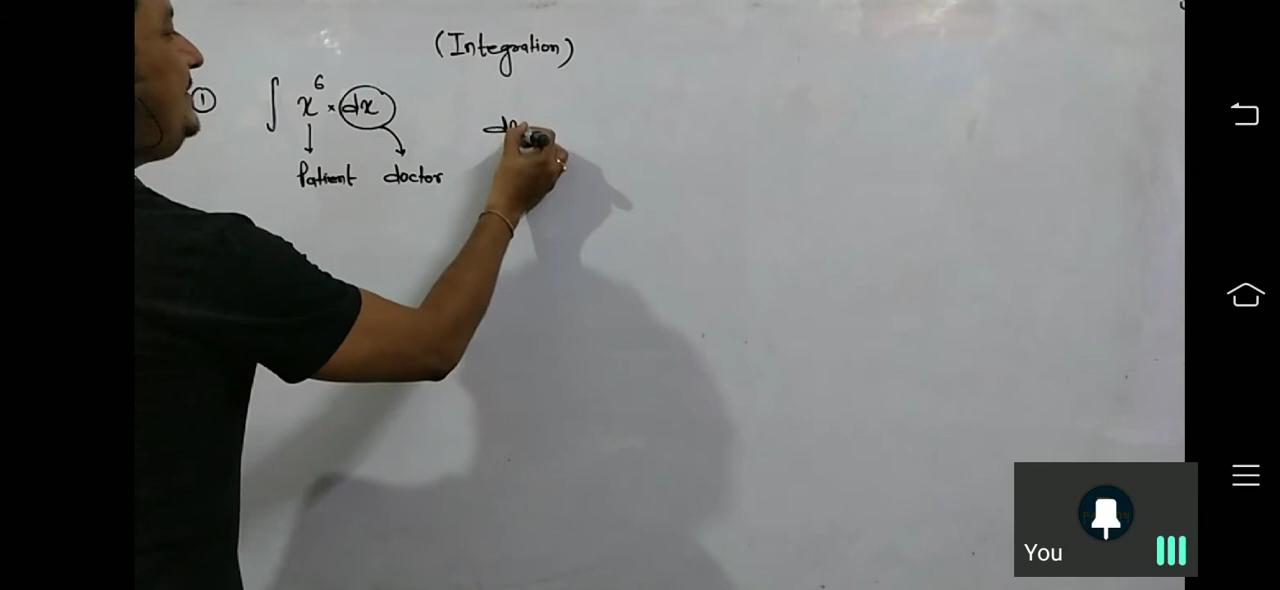 (Integration)
① ∫ x⁶ × dx
Patient doctor
You